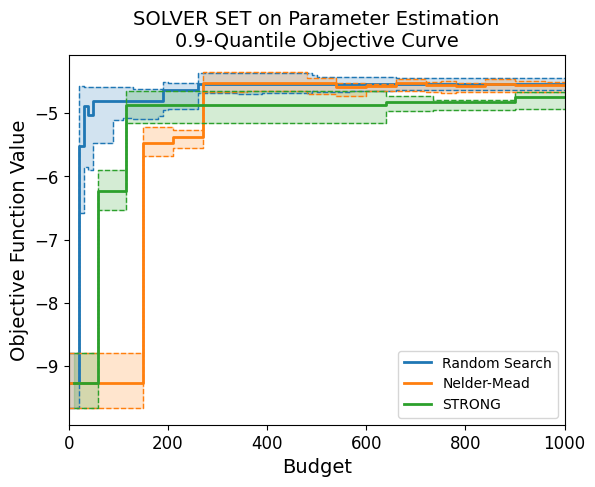 SOLVER SET on Parameter Estimation
0.9-Quantile Objective Curve
Objective Function Value
−5
−6
−7
−8
−9
0
200
400
600
800
1000
Budget
Random Search
Nelder-Mead
STRONG